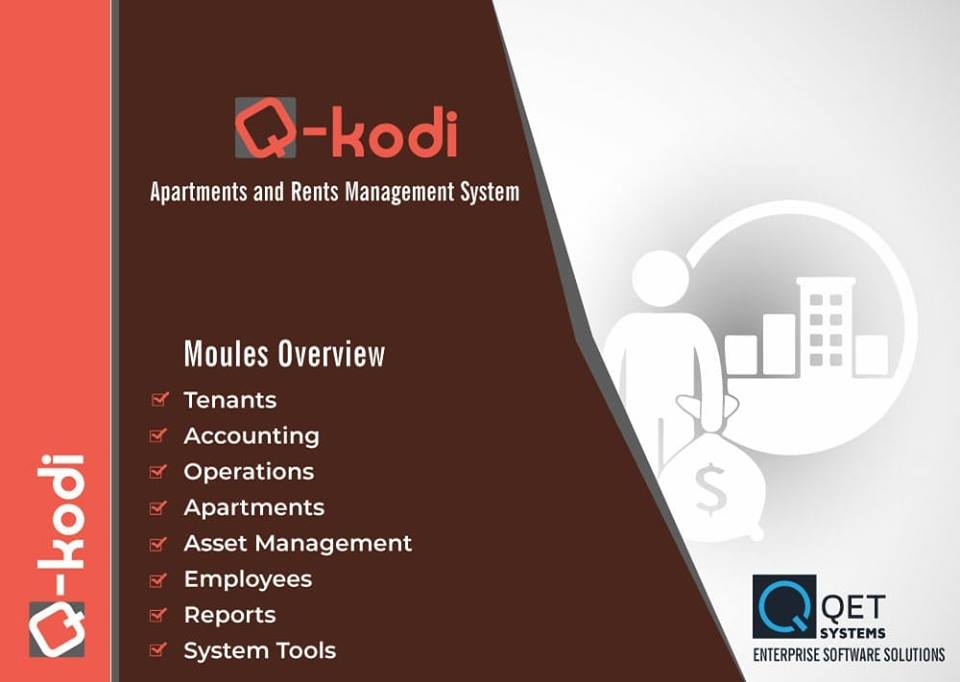 Q-kodi
Q-kodi
Apartments and Rents Management System
Moules Overview
Tenants
Accounting
Operations
Apartments
Asset Management
Employees
Reports
System Tools
$
Q QET
SYSTEMS
ENTERPRISE SOFTWARE SOLUTIONS